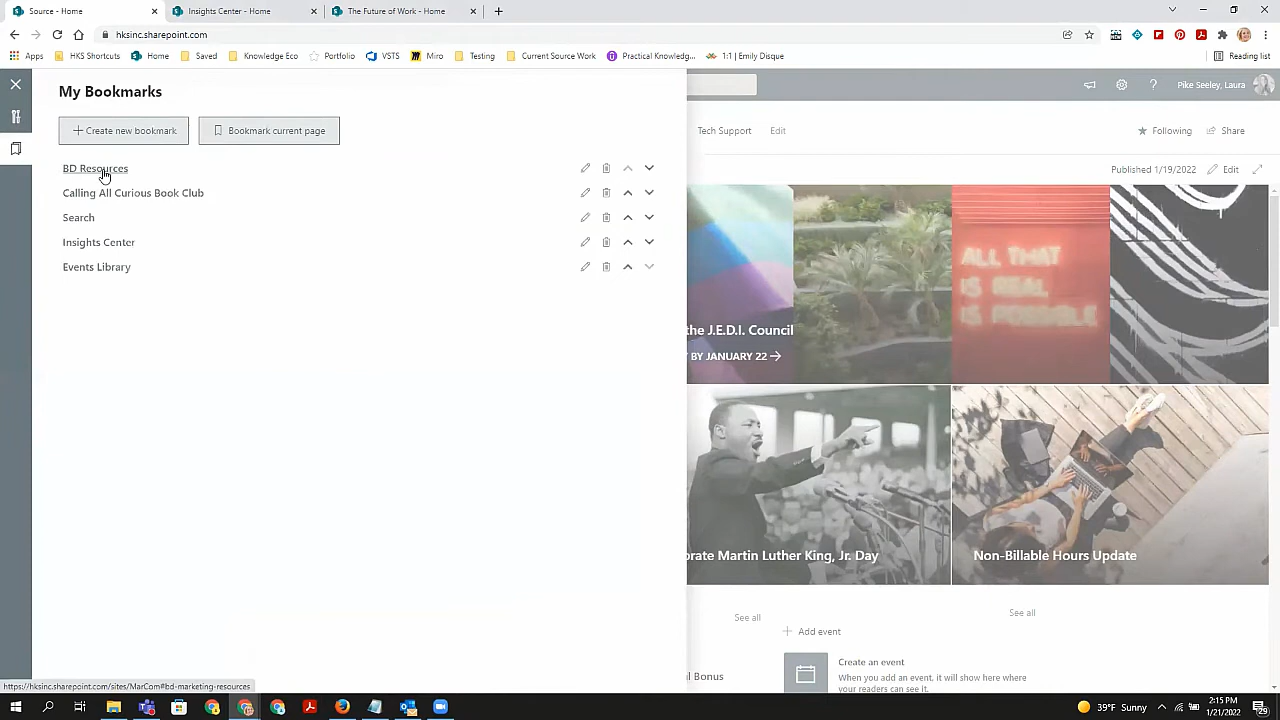 Source - Home
Insights Center - Home
The Future of Work - Home
hksinc.sharepoint.com
Apps
HKS Shortcuts
Home
Saved
Knowledge Eco
Portfolio
VSTS
Miro
Testing
Current Source Work
Practical Knowledg...
1:1 | Emily Disque
Reading list
My Bookmarks
Create new bookmark
Bookmark current page
BD Resources
Calling All Curious Book Club
Search
Insights Center
Events Library
Pike Seeley, Laura
Tech Support
Edit
Following
Share
Published 1/19/2022
Edit
ALL THAT
IS REAL
IS POSSIBLE
the J.E.D.I. Council
BY JANUARY 22
orate Martin Luther King, Jr. Day
Non-Billable Hours Update
See all
See all
Add event
Create an event
When you add an event, it will show here where
your readers can see it.
al Bonus
https://hksinc.sharepoint.com/sites/MarCom#bd-marketing-resources
39°F Sunny
2:15 PM
1/21/2022